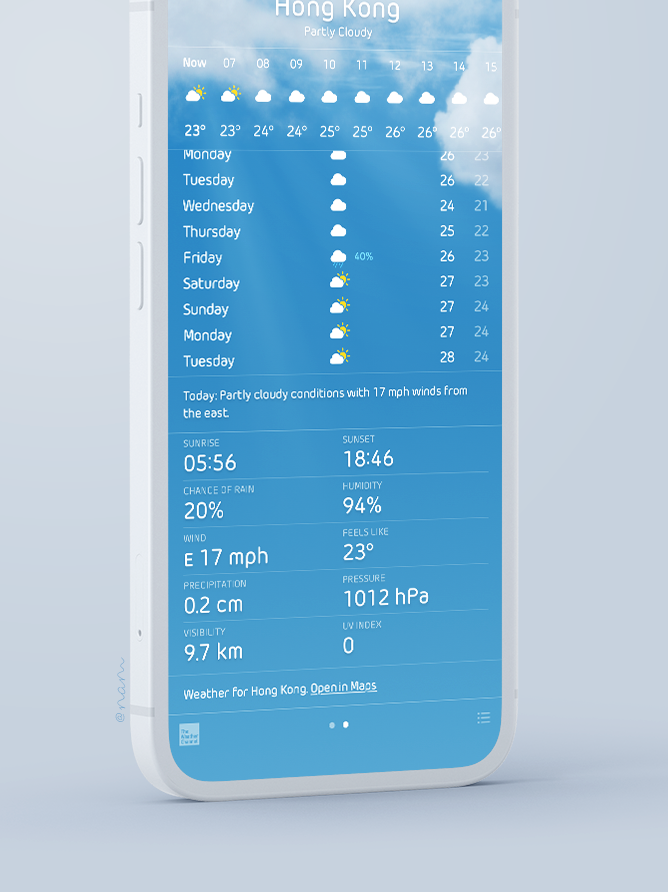 Hong Kong
Partly Cloudy
Now 07 08 09 10 11 12 13 14 15
23° 23° 24° 24° 25° 25° 26° 26° 26° 26°
Monday 26 23
Tuesday 26 22
Wednesday 24 21
Thursday 25 22
Friday 40% 26 23
Saturday 27 23
Sunday 27 24
Monday 27 24
Tuesday 28 24
Today: Partly cloudy conditions with 17 mph winds from
the east.
SUNRISE SUNSET
05:56 18:46
CHANCE OF RAIN HUMIDITY
20% 94%
WIND FEELS LIKE
E 17 mph 23°
PRECIPITATION PRESSURE
0.2 cm 1012 hPa
VISIBILITY UV INDEX
9.7 km 0
Weather for Hong Kong. Open in Maps
The
Weather
Channel